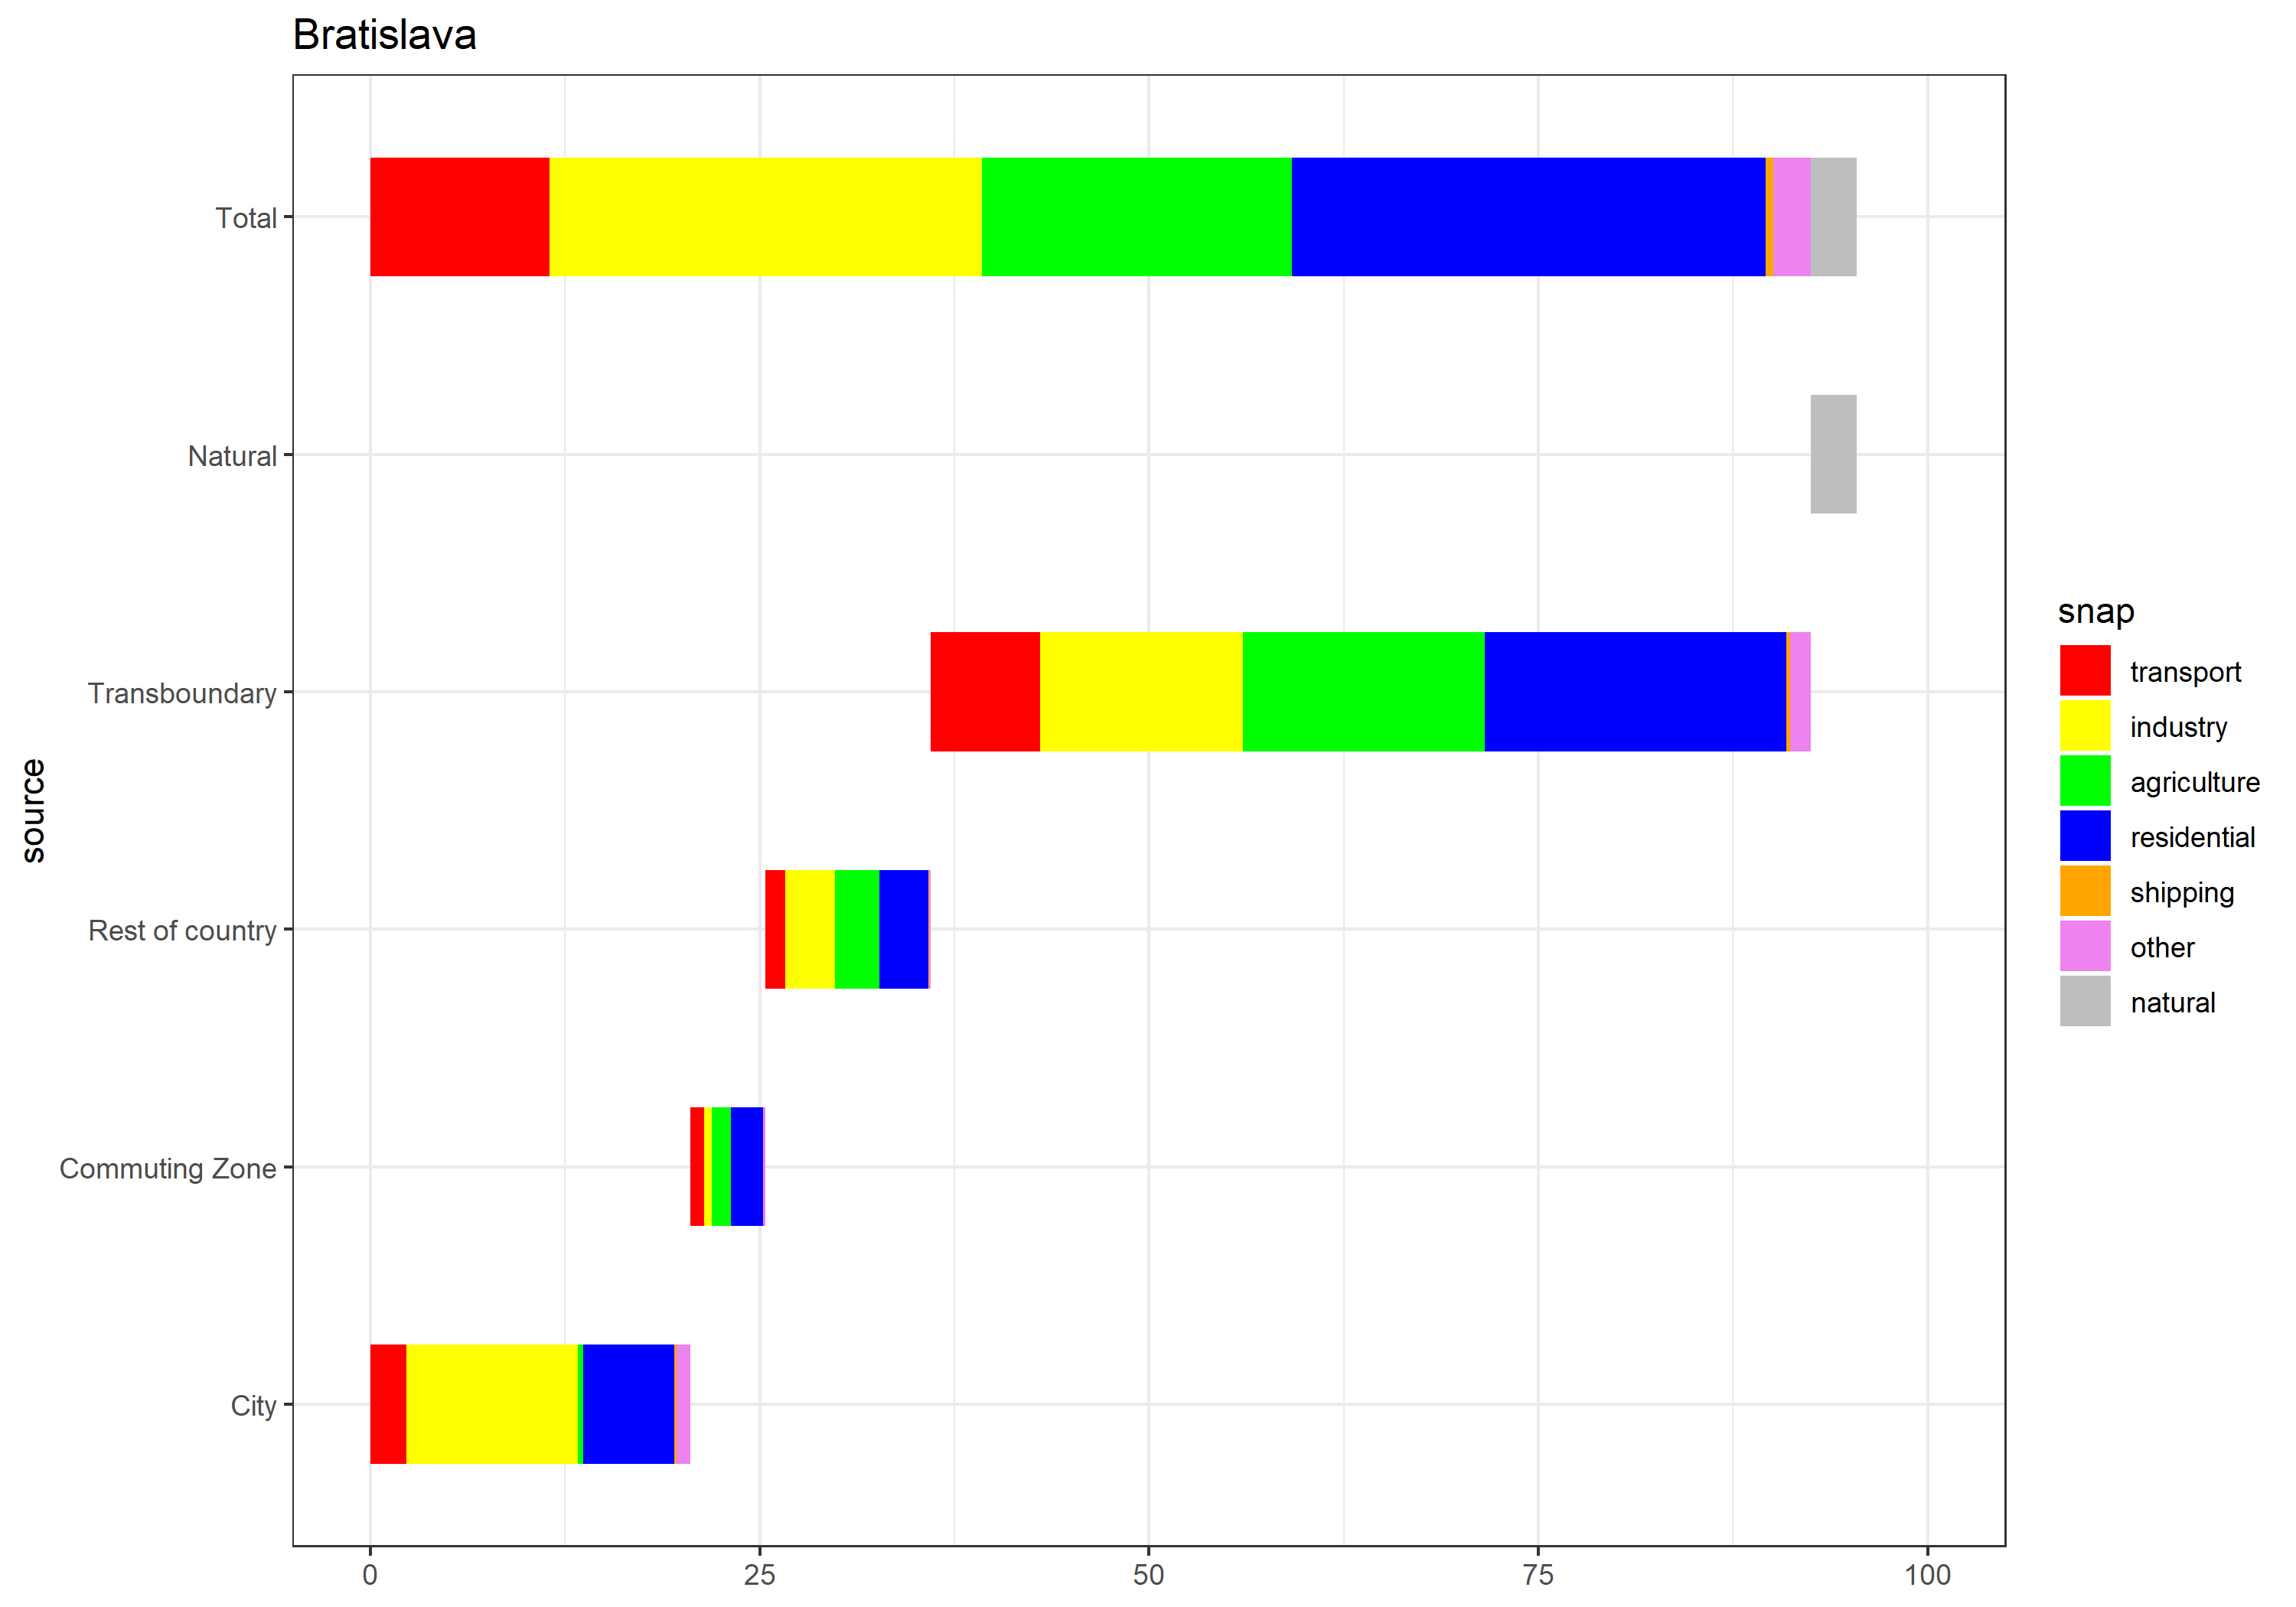 Bratislava
Total
Natural
Transboundary
Rest of country
Commuting Zone
City
source
0 25 50 75 100
snap
transport
industry
agriculture
residential
shipping
other
natural